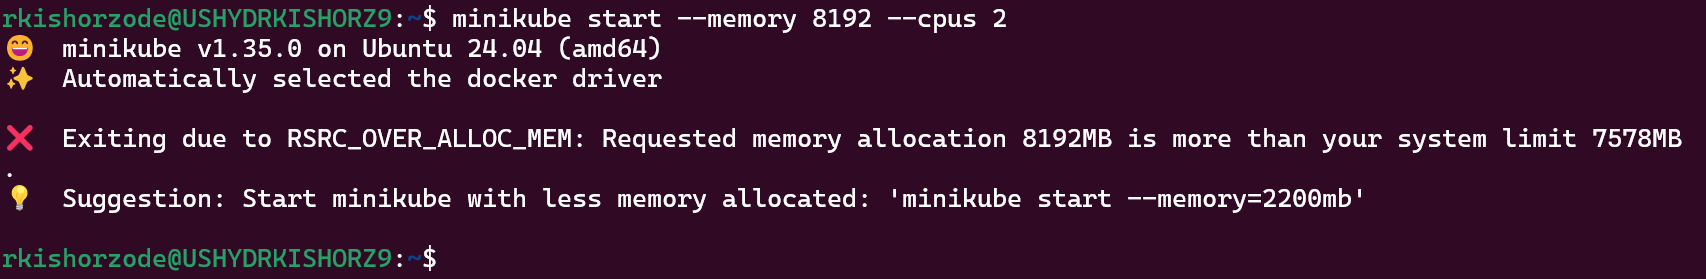 rkishorzode@USHYDRKISHORZ9:~$ minikube start --memory 8192 --cpus 2
😄  minikube v1.35.0 on Ubuntu 24.04 (amd64)
✨  Automatically selected the docker driver
❌  Exiting due to RSRC_OVER_ALLOC_MEM: Requested memory allocation 8192MB is more than your system limit 7578MB
.
💡  Suggestion: Start minikube with less memory allocated: 'minikube start --memory=2200mb'
rkishorzode@USHYDRKISHORZ9:~$